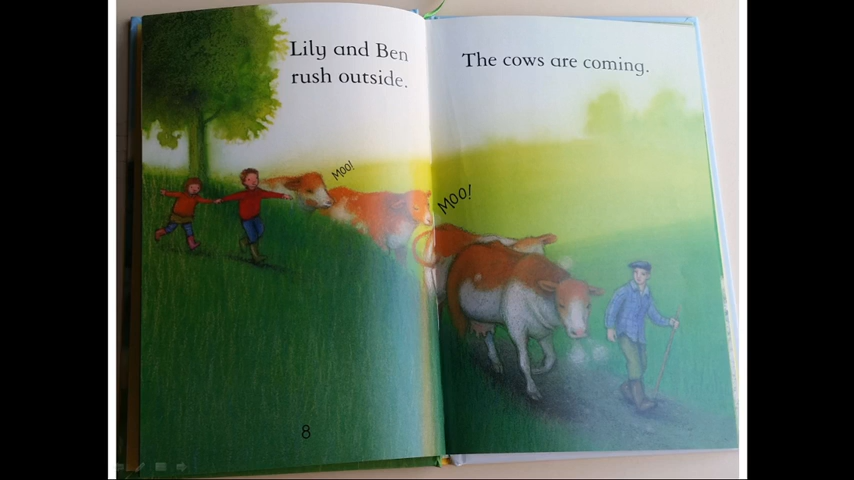 Lily and Ben
rush outside.
The cows are coming.
MOO!
MOO!
8